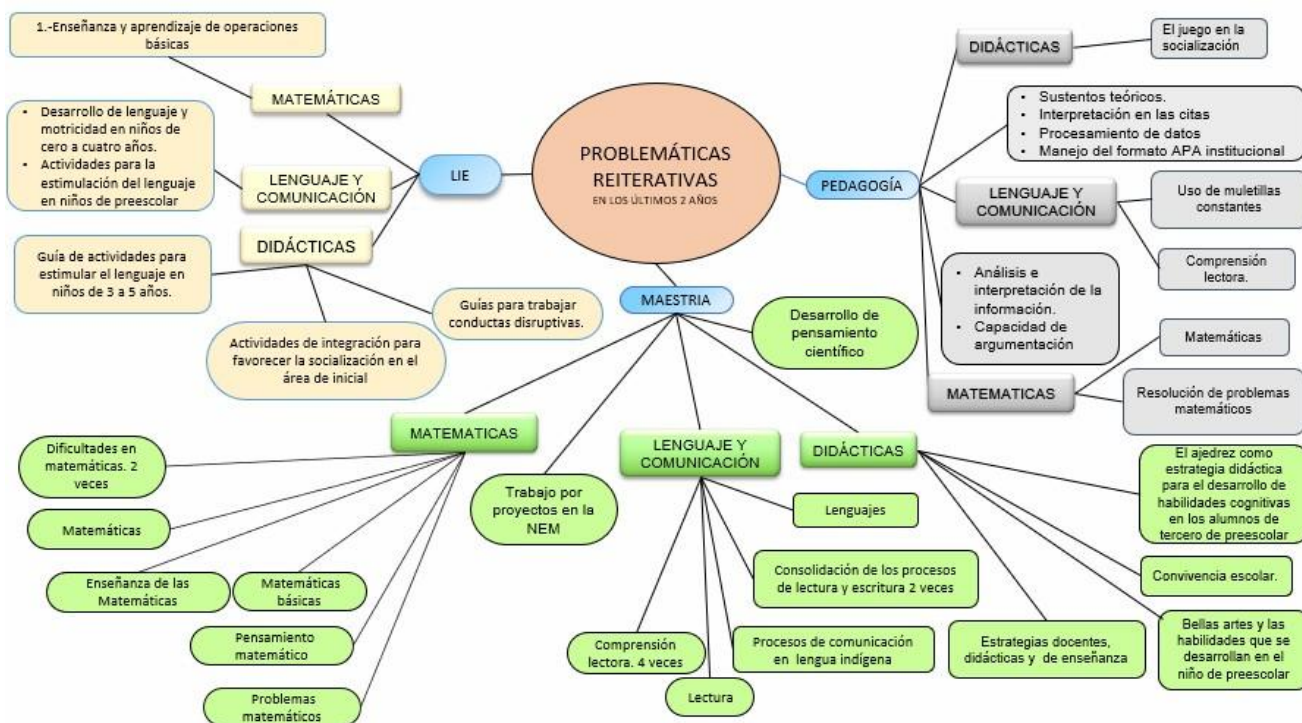 PROBLEMÁTICAS
REITERATIVAS
EN LOS ÚLTIMOS 2 AÑOS
LIE
MATEMÁTICAS
1.-Enseñanza y aprendizaje de operaciones
básicas
LENGUAJE Y
COMUNICACIÓN
• Desarrollo de lenguaje y
motricidad en niños de
cero a cuatro años.
• Actividades para la
estimulación del lenguaje
en niños de preescolar
DIDÁCTICAS
Guía de actividades para
estimular el lenguaje en
niños de 3 a 5 años.
Actividades de integración para
favorecer la socialización en el
área de inicial
Guías para trabajar
conductas disruptivas.
PEDAGOGÍA
DIDÁCTICAS
El juego en la
socialización
• Sustentos teóricos.
• Interpretación en las citas
• Procesamiento de datos
• Manejo del formato APA institucional
LENGUAJE Y
COMUNICACIÓN
Uso de muletillas
constantes
Comprensión
lectora.
• Análisis e
interpretación de la
información.
• Capacidad de
argumentación
MATEMATICAS
Matemáticas
Resolución de problemas
matemáticos
MAESTRIA
Desarrollo de
pensamiento
científico
MATEMATICAS
Dificultades en
matemáticas. 2
veces
Matemáticas
Enseñanza de las
Matemáticas
Matemáticas
básicas
Pensamiento
matemático
Problemas
matemáticos
Trabajo por
proyectos en la
NEM
LENGUAJE Y
COMUNICACIÓN
Lenguajes
Consolidación de los procesos
de lectura y escritura 2 veces
Comprensión
lectora. 4 veces
Procesos de comunicación
en lengua indígena
Lectura
DIDÁCTICAS
El ajedrez como
estrategia didáctica
para el desarrollo de
habilidades cognitivas
en los alumnos de
tercero de preescolar
Convivencia escolar.
Estrategias docentes,
didácticas y de enseñanza
Bellas artes y las
habilidades que se
desarrollan en el
niño de preescolar